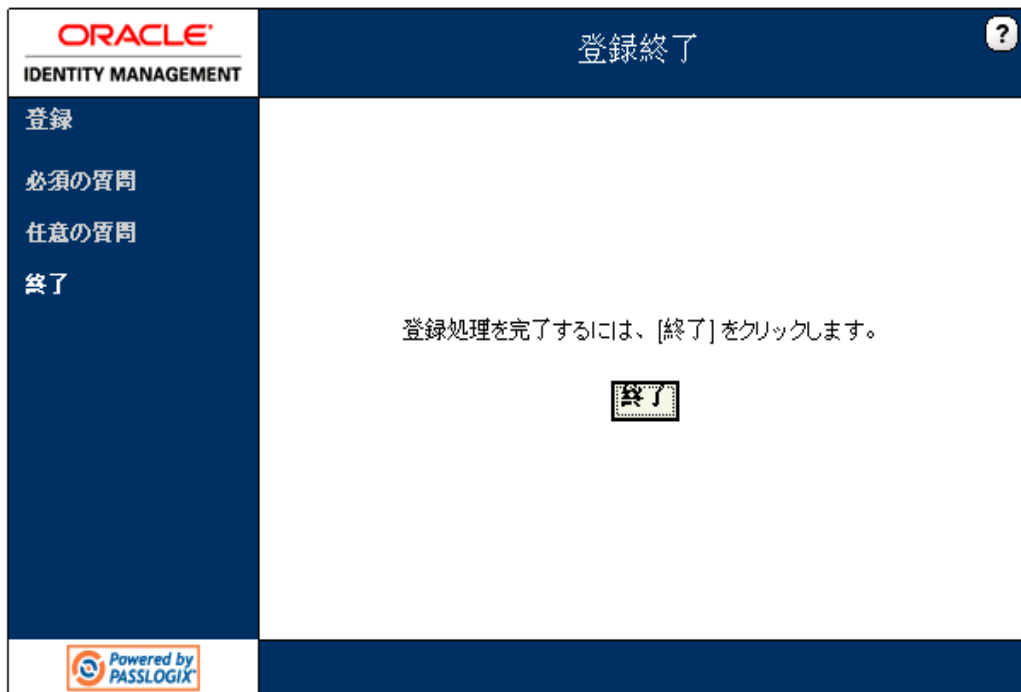 ORACLE
IDENTITY MANAGEMENT
登録終了
?
登録
必須の質問
任意の質問
終了
登録処理を完了するには、[終了] をクリックします。
終了
Powered by
PASSLOGIX